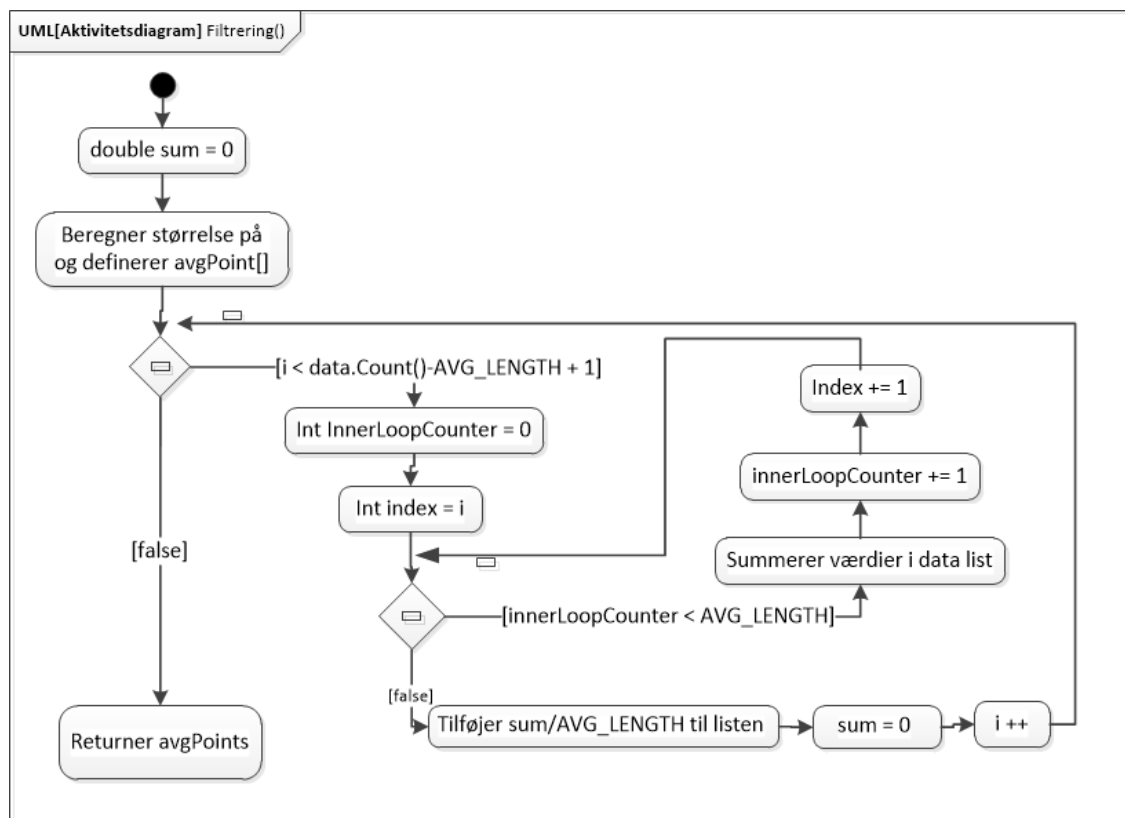 UML[Aktivitetsdiagram] Filtrering()
double sum = 0
Beregner størrelse på
og definerer avgPoint[]
[i < data.Count()-AVG_LENGTH + 1]
Index += 1
Int InnerLoopCounter = 0
innerLoopCounter += 1
Int index = i
[false]
Summerer værdier i data list
[innerLoopCounter < AVG_LENGTH]
[false]
Tilføjer sum/AVG_LENGTH til listen
sum = 0
i ++
Returner avgPoints